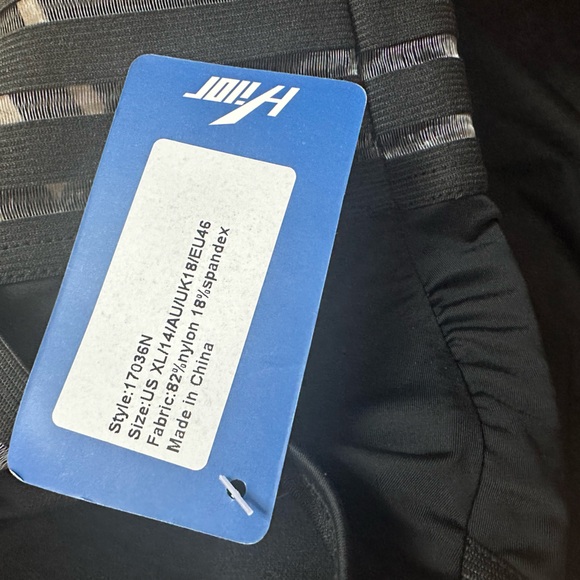 Hilor
Style:17036N
Size:US XL/14/AU/UK18/EU46
Fabric:82%nylon 18%spandex
Made in China